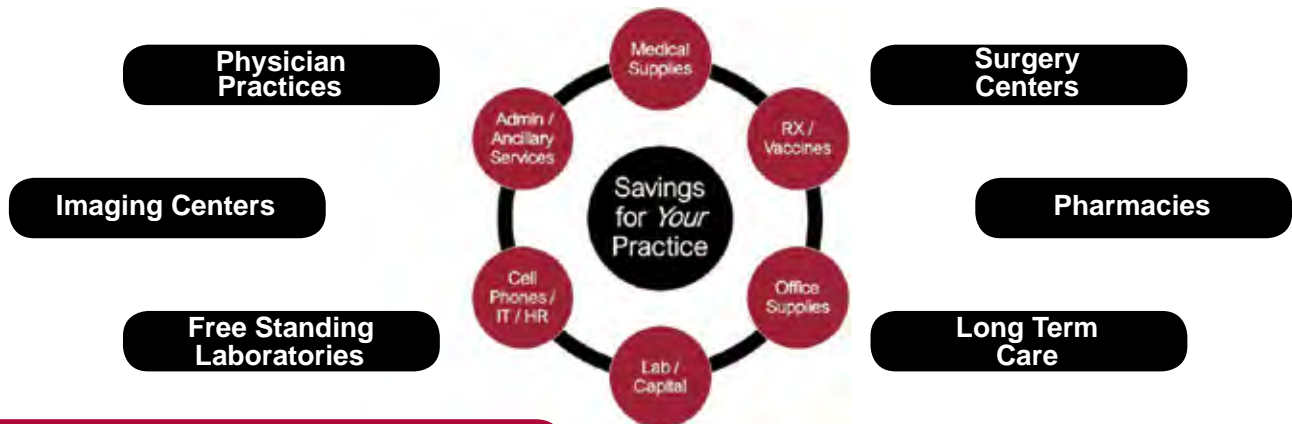 Physician
Practices
Imaging Centers
Free Standing
Laboratories
Medical
Supplies
RX /
Vaccines
Office
Supplies
Lab /
Capital
Cell
Phones /
IT / HR
Admin /
Ancillary
Services
Savings
for Your
Practice
Surgery
Centers
Pharmacies
Long Term
Care